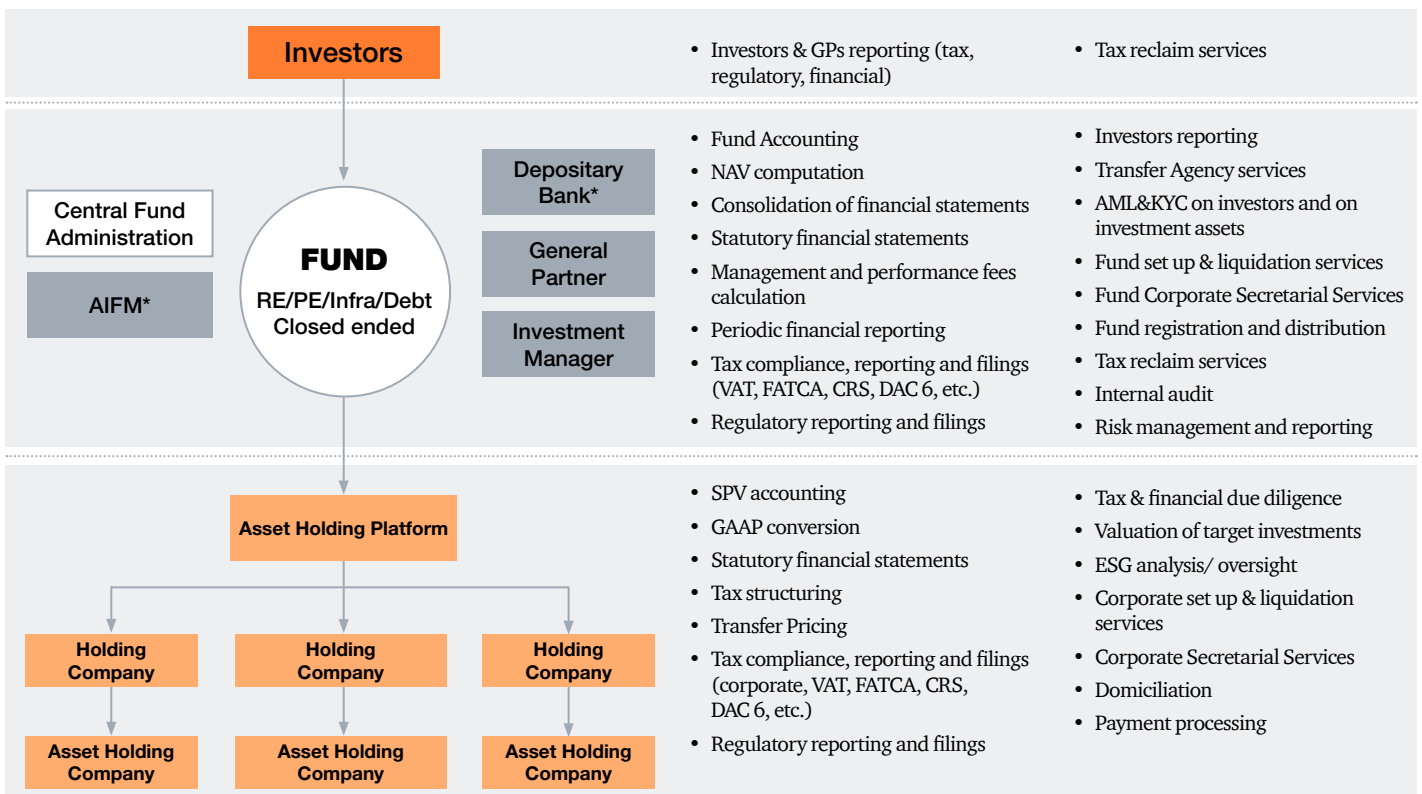 Investors
• Investors & GPs reporting (tax,
regulatory, financial)
• Tax reclaim services
Central Fund
Administration
AIFM*
FUND
RE/PE/Infra/Debt
Closed ended
Depositary
Bank*
General
Partner
Investment
Manager
• Fund Accounting
• NAV computation
• Consolidation of financial statements
• Statutory financial statements
• Management and performance fees
calculation
• Periodic financial reporting
• Tax compliance, reporting and filings
(VAT, FATCA, CRS, DAC 6, etc.)
• Regulatory reporting and filings
• Investors reporting
• Transfer Agency services
• AML&KYC on investors and on
investment assets
• Fund set up & liquidation services
• Fund Corporate Secretarial Services
• Fund registration and distribution
• Tax reclaim services
• Internal audit
• Risk management and reporting
Asset Holding Platform
Holding
Company
Holding
Company
Holding
Company
Asset Holding
Company
Asset Holding
Company
Asset Holding
Company
• SPV accounting
• GAAP conversion
• Statutory financial statements
• Tax structuring
• Transfer Pricing
• Tax compliance, reporting and filings
(corporate, VAT, FATCA, CRS,
DAC 6, etc.)
• Regulatory reporting and filings
• Tax & financial due diligence
• Valuation of target investments
• ESG analysis/ oversight
• Corporate set up & liquidation
services
• Corporate Secretarial Services
• Domiciliation
• Payment processing